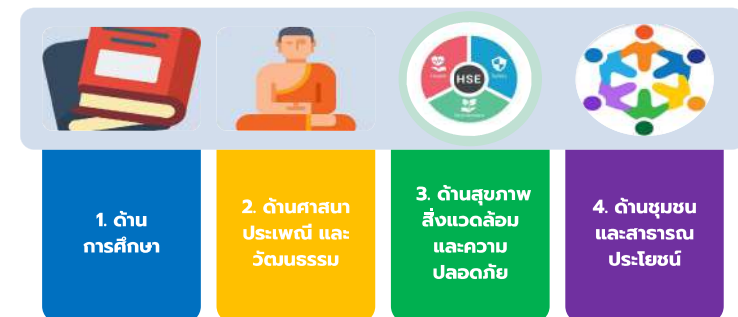 HSE
Health
Safety
1. ด้าน
การศึกษา
2. ด้านศาสนา
ประเพณี และ
วัฒนธรรม
3. ด้านสุขภาพ
สิ่งแวดล้อม
และความ
ปลอดภัย
4. ด้านชุมชน
และสาธารณ
ประโยชน์